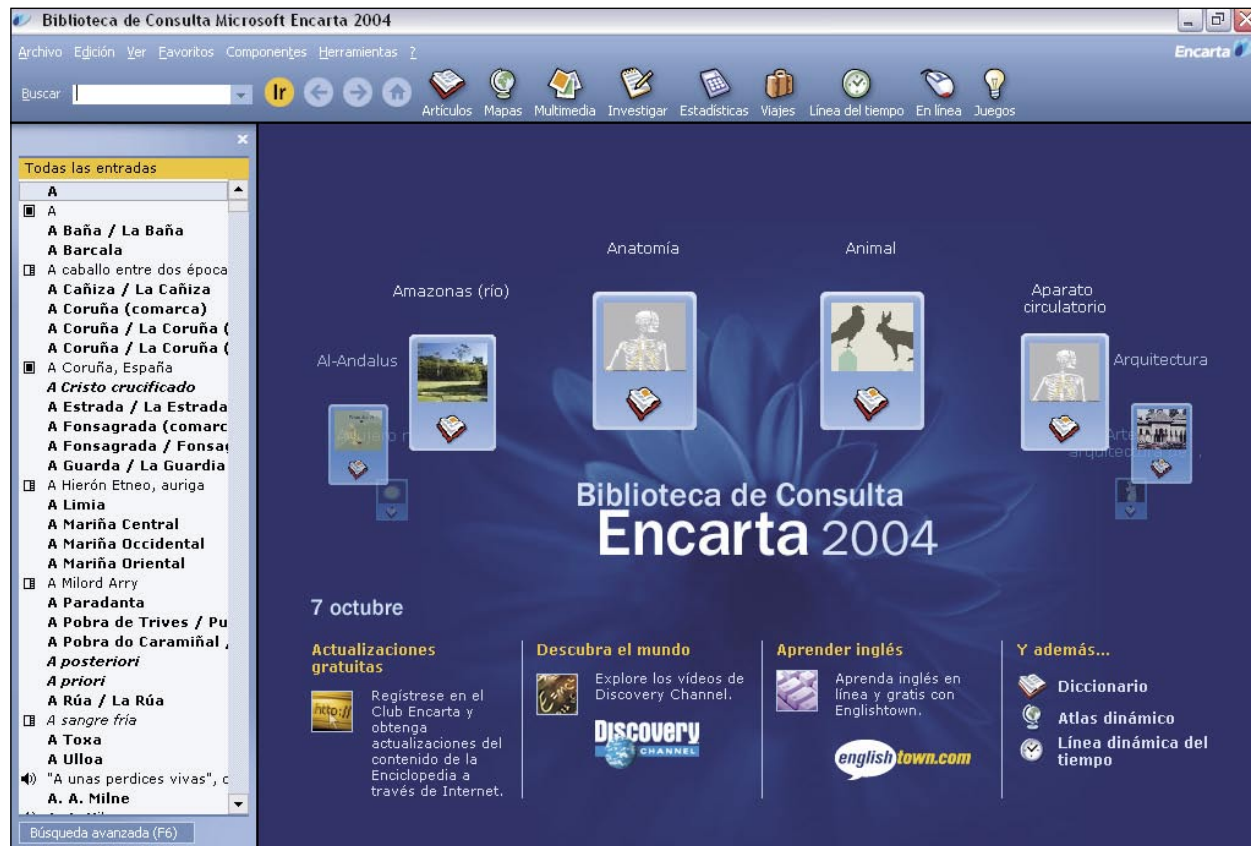 Biblioteca de Consulta Microsoft Encarta 2004
Archivo Edición Ver Favoritos Componentes Herramientas ?
Encarta
Buscar
Ir
Artículos Mapas Multimedia Investigar Estadísticas Viajes Línea del tiempo En línea Juegos
Todas las entradas
A
A
A Baña / La Baña
A Barcala
A caballo entre dos época
A Cañiza / La Cañiza
A Coruña (comarca)
A Coruña / La Coruña (
A Coruña / La Coruña (
A Coruña, España
A Cristo crucificado
A Estrada / La Estrada
A Fonsagrada (comarc
A Fonsagrada / Fonsag
A Guarda / La Guardia
A Hierón Etneo, auriga
A Limia
A Mariña Central
A Mariña Occidental
A Mariña Oriental
A Milord Arry
A Paradanta
A Pobra de Trives / Pu
A Pobra do Caramiñal /
A posteriori
A priori
A Rúa / La Rúa
A sangre fría
A Toxa
A Ulloa
"A unas perdices vivas", c
A. A. Milne
Búsqueda avanzada (F6)
Al-Andalus
Amazonas (río)
Anatomía
Animal
Aparato
circulatorio
Arquitectura
Biblioteca de Consulta
Encarta 2004
7 octubre
Actualizaciones
gratuitas
http://
Regístrese en el
Club Encarta y
obtenga
actualizaciones del
contenido de la
Enciclopedia a
través de Internet.
Descubra el mundo
Explore los vídeos de
Discovery Channel.
DISCOVERY
CHANNEL
Aprender inglés
Aprenda inglés en
línea y gratis con
Englishtown.
englishtown.com
Y además...
Diccionario
Atlas dinámico
Línea dinámica del
tiempo